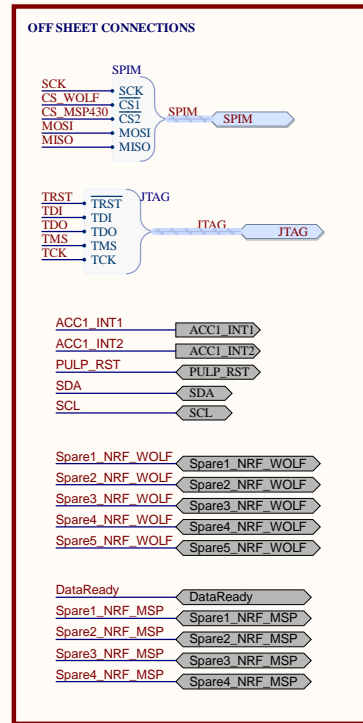 OFF SHEET CONNECTIONS
SPIM
SCK SCK
CS_WOLF CS1
CS_MSP430 CS2 SPIM SPIM
MOSI MOSI
MISO MISO
JTAG
TRST TRST
TDI TDI
TDO TDO JTAG JTAG
TMS TMS
TCK TCK
ACC1_INT1 ACC1_INT1
ACC1_INT2 ACC1_INT2
PULP_RST PULP_RST
SDA SDA
SCL SCL
Spare1_NRF_WOLF Spare1_NRF_WOLF
Spare2_NRF_WOLF Spare2_NRF_WOLF
Spare3_NRF_WOLF Spare3_NRF_WOLF
Spare4_NRF_WOLF Spare4_NRF_WOLF
Spare5_NRF_WOLF Spare5_NRF_WOLF
DataReady DataReady
Spare1_NRF_MSP Spare1_NRF_MSP
Spare2_NRF_MSP Spare2_NRF_MSP
Spare3_NRF_MSP Spare3_NRF_MSP
Spare4_NRF_MSP Spare4_NRF_MSP